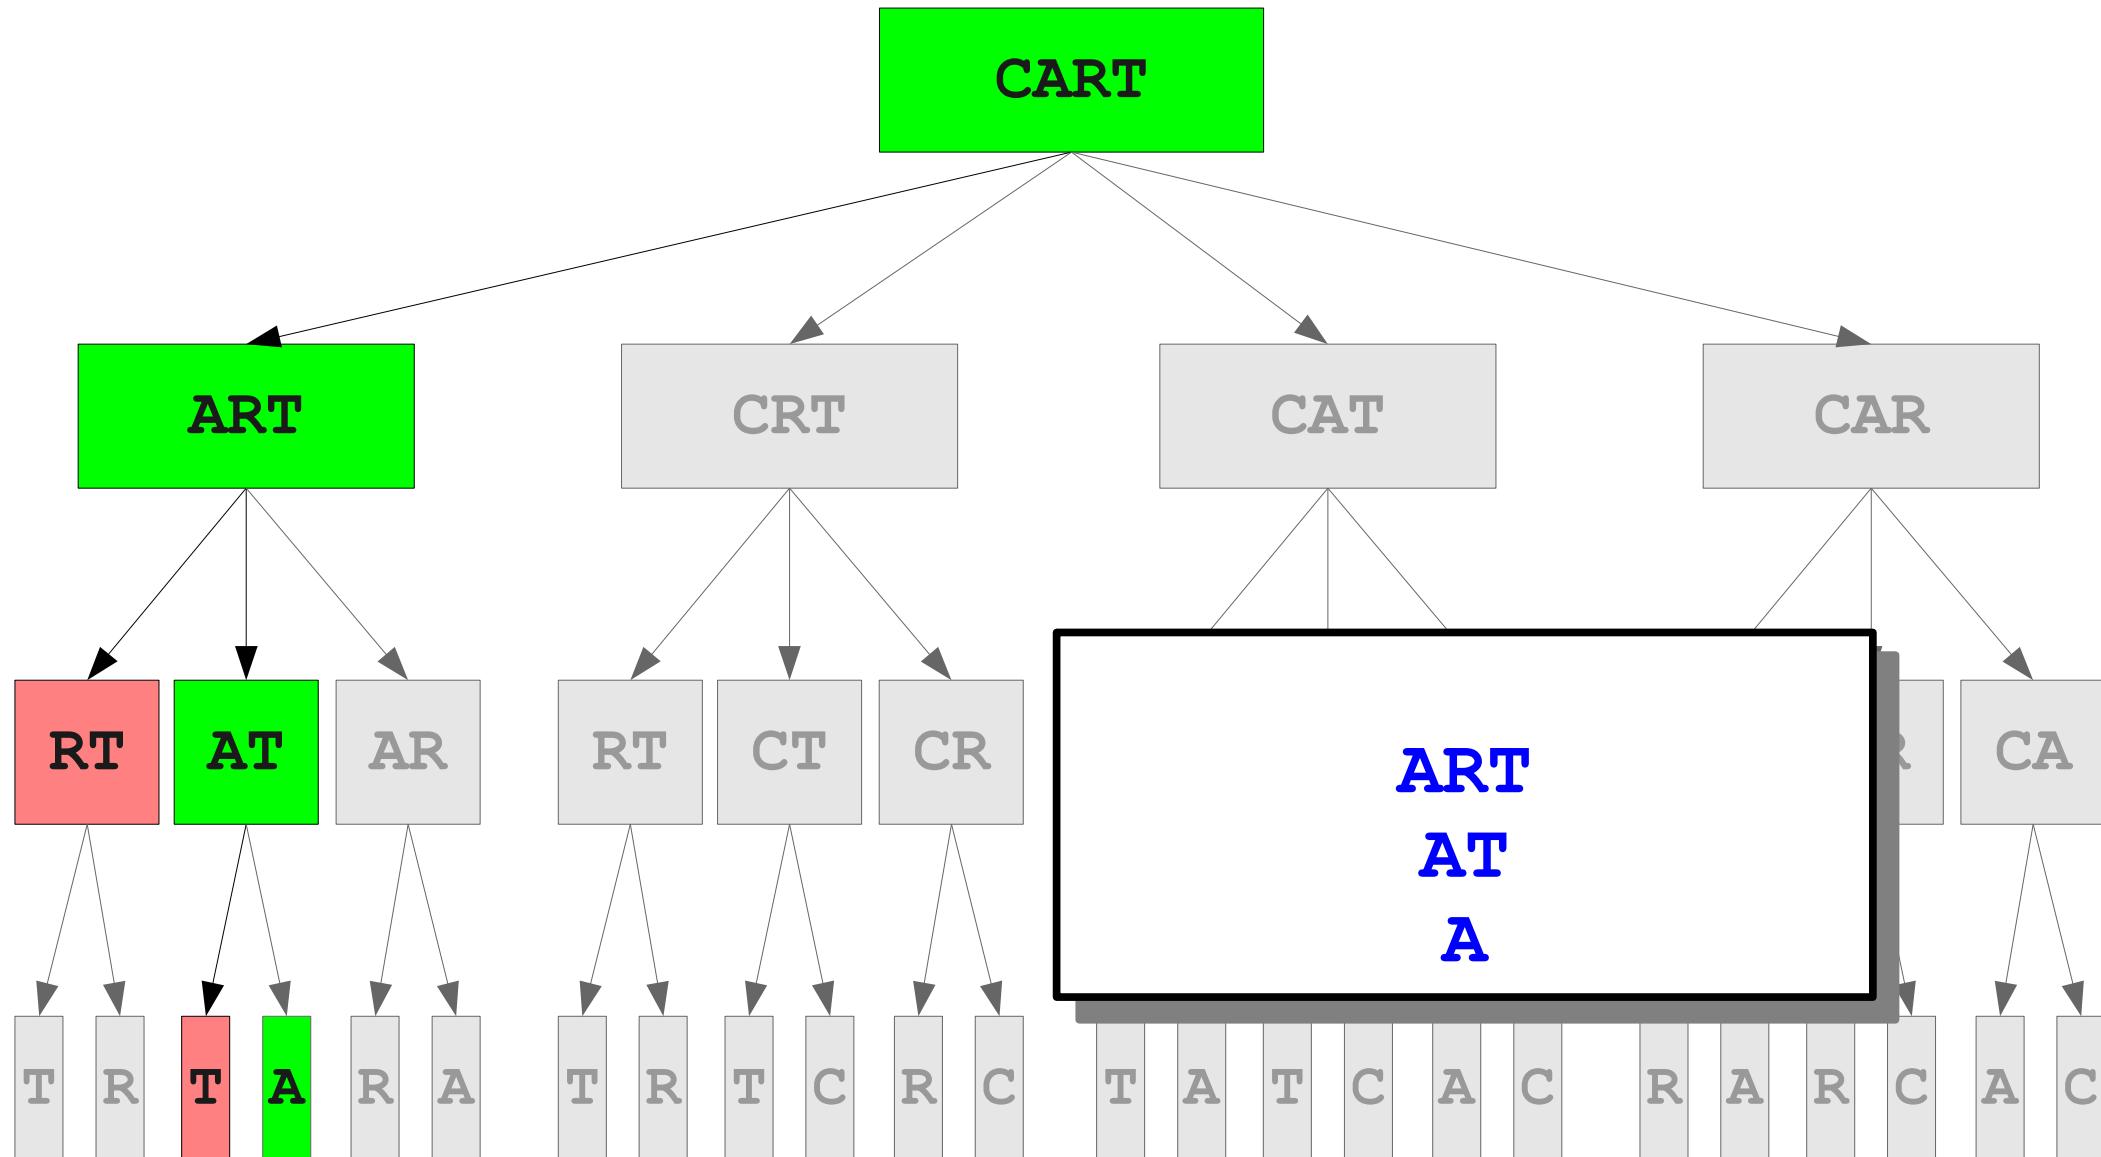 CART
ART CRT CAT CAR
RT AT AR RT CT CR CA
ART
AT
A
T R T A R A T R T C R C T A T C A C R A R C A C